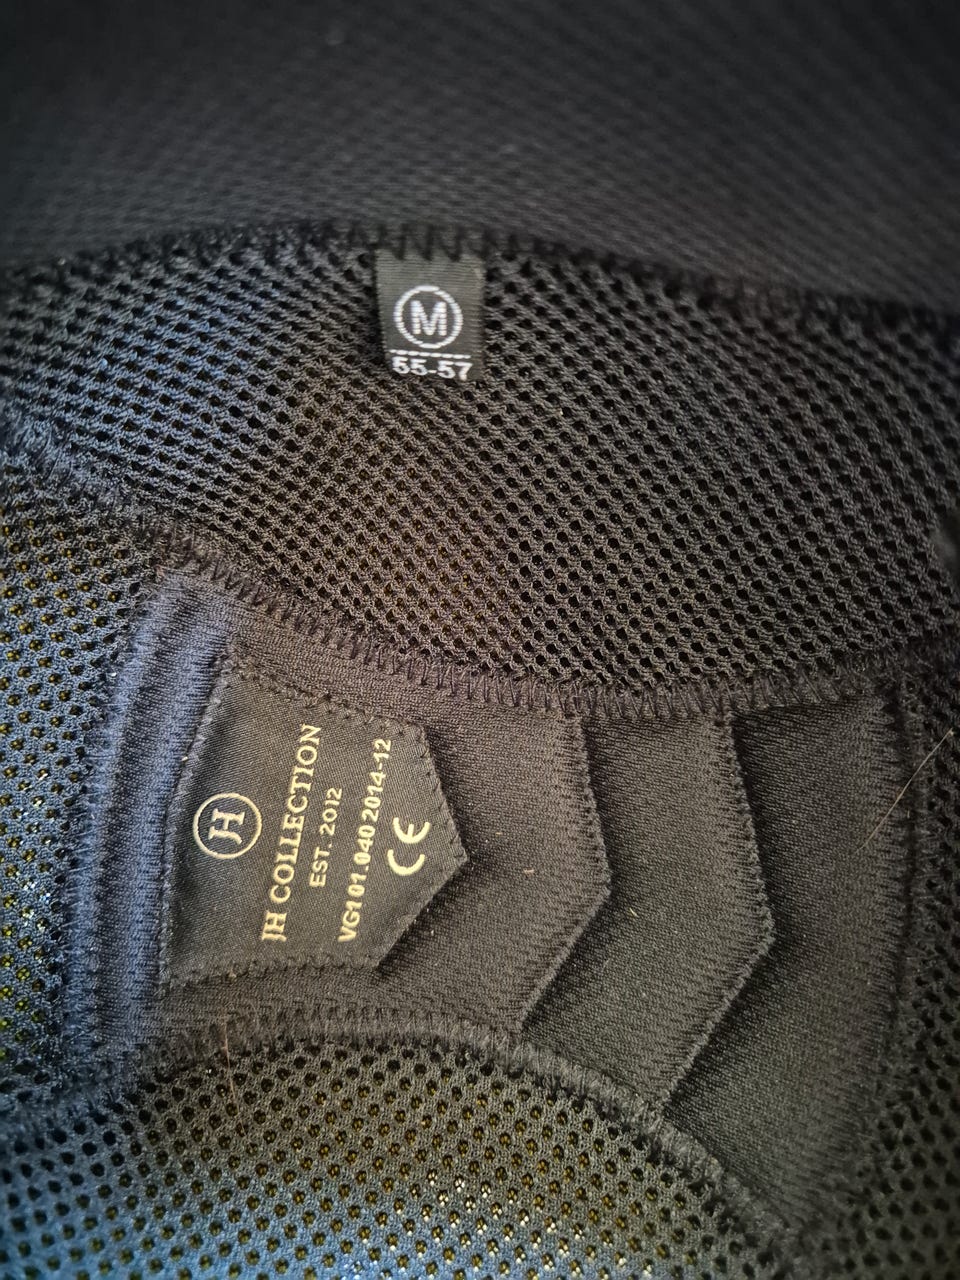 M
55-57
JH
JH COLLECTION
EST. 2012
VG1 01.040 2014-12
CE